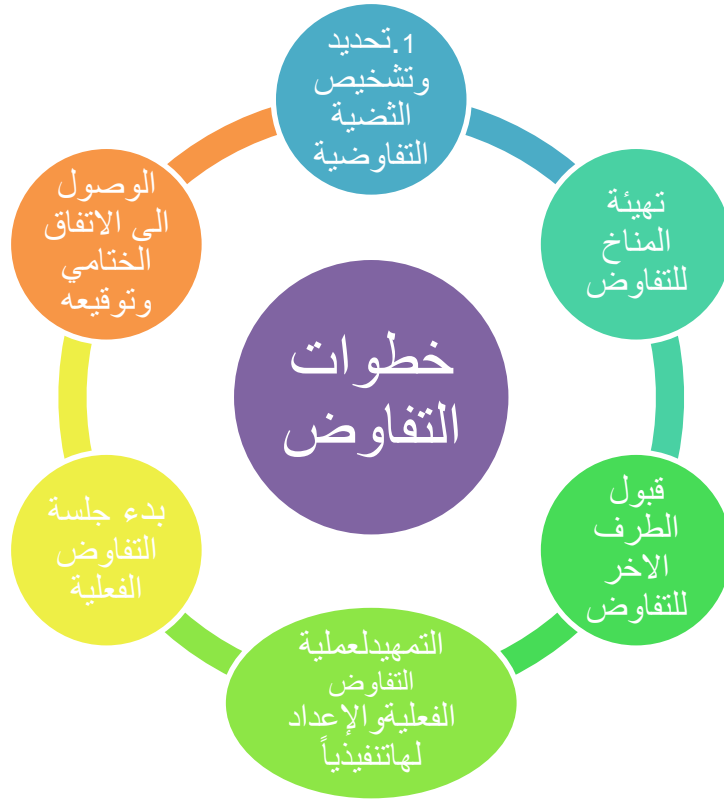 1.تحديد
وتشخيص
الثضية
التفاوضية
تهيئة
المناخ
للتفاوض
قبول
الطرف
الاخر
للتفاوض
التمهيدلعملية
التفاوض
الفعليةوالإعداد
لهاتنفيذياً
بدء جلسة
التفاوض
الفعلية
الوصول
الى الاتفاق
الختامي
وتوقيعه
خطوات
التفاوض